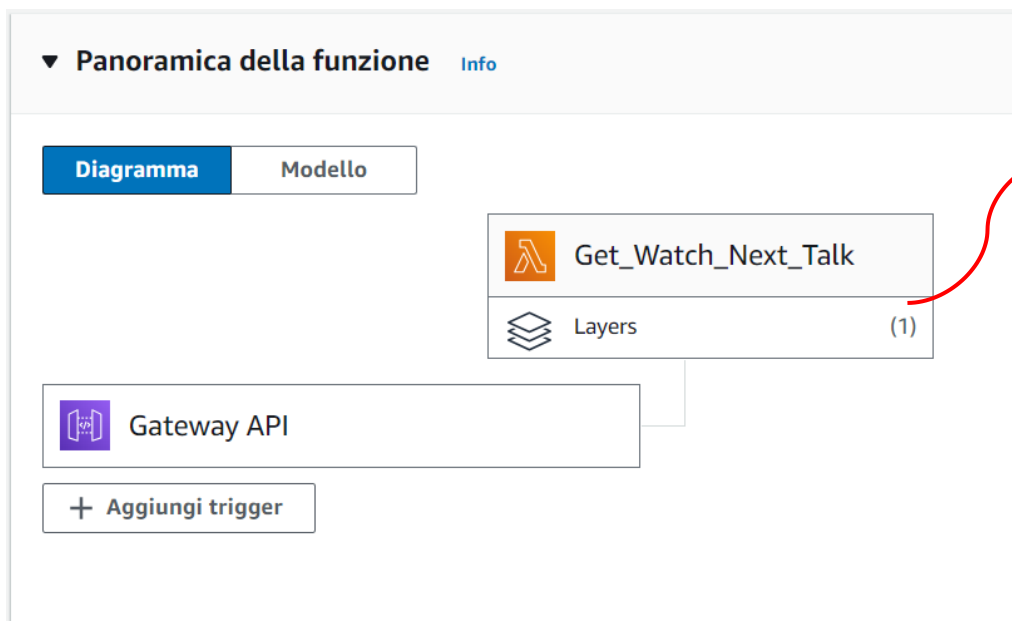 Panoramica della funzione Info
Diagramma Modello
Get_Watch_Next_Talk
Layers (1)
Gateway API
+ Aggiungi trigger